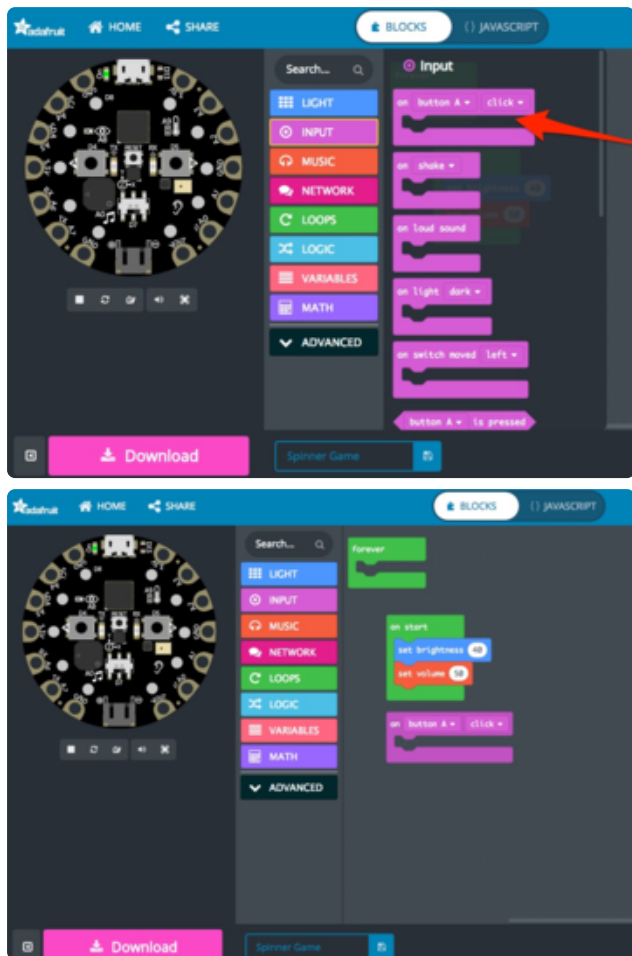 adafruit HOME SHARE BLOCKS {} JAVASCRIPT
Search...
LIGHT
INPUT
MUSIC
NETWORK
LOOPS
LOGIC
VARIABLES
MATH
ADVANCED
Input
on button A click
on shake
on loud sound
on light dark
on switch moved left
button A is pressed
Download
Spinner Game
adafruit HOME SHARE BLOCKS {} JAVASCRIPT
Search...
LIGHT
INPUT
MUSIC
NETWORK
LOOPS
LOGIC
VARIABLES
MATH
ADVANCED
forever
on start
set brightness 40
set volume 50
on button A click
Download
Spinner Game